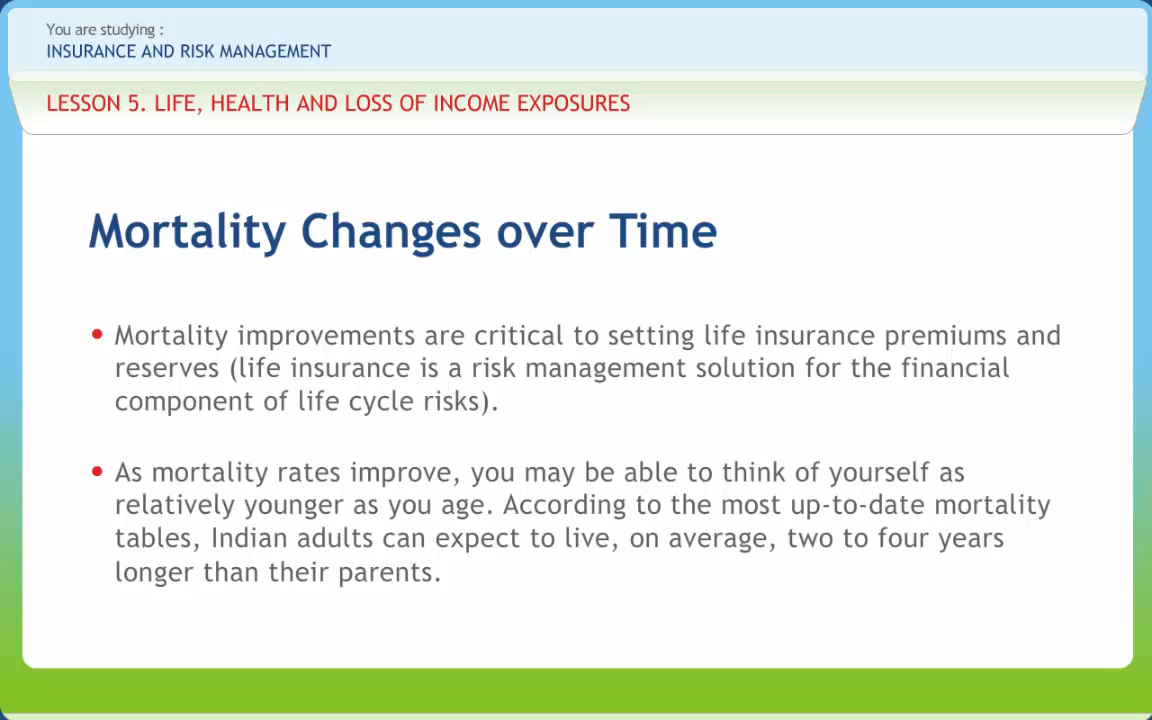 You are studying :
INSURANCE AND RISK MANAGEMENT
LESSON 5. LIFE, HEALTH AND LOSS OF INCOME EXPOSURES
Mortality Changes over Time
• Mortality improvements are critical to setting life insurance premiums and
reserves (life insurance is a risk management solution for the financial
component of life cycle risks).
• As mortality rates improve, you may be able to think of yourself as
relatively younger as you age. According to the most up-to-date mortality
tables, Indian adults can expect to live, on average, two to four years
longer than their parents.